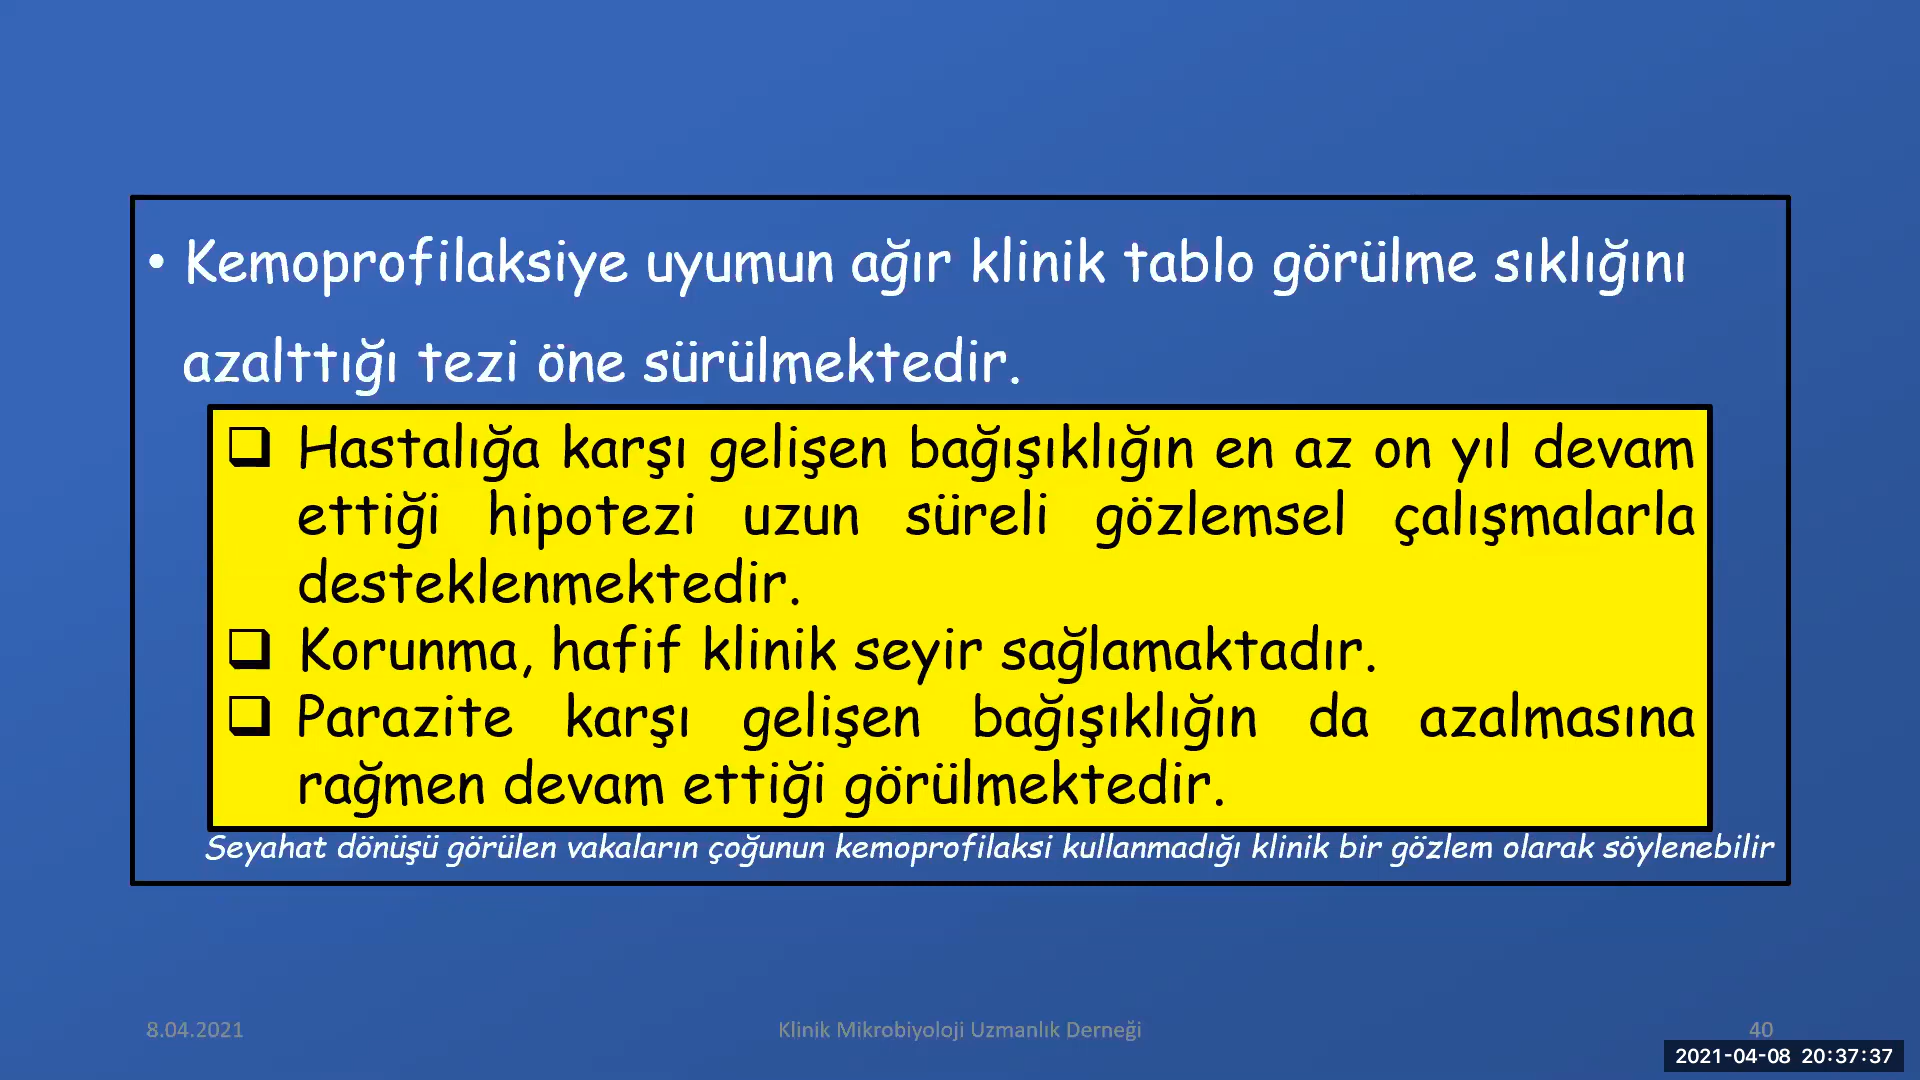 • Kemoprofilaksiye uyumun ağır klinik tablo görülme sıklığını
azalttığı tezi öne sürülmektedir.
❑ Hastalığa karşı gelişen bağışıklığın en az on yıl devam
ettiği hipotezi uzun süreli gözlemsel çalışmalarla
desteklenmektedir.
❑ Korunma, hafif klinik seyir sağlamaktadır.
❑ Parazite karşı gelişen bağışıklığın da azalmasına
rağmen devam ettiği görülmektedir.
Seyahat dönüşü görülen vakaların çoğunun kemoprofilaksi kullanmadığı klinik bir gözlem olarak söylenebilir
8.04.2021 Klinik Mikrobiyoloji Uzmanlık Derneği 40
2021-04-08 20:37:37